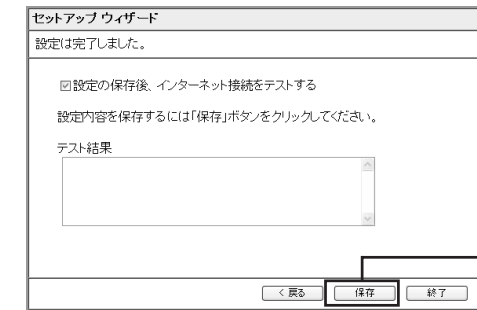 セットアップ ウィザード
設定は完了しました。
設定の保存後、インターネット接続をテストする
設定内容を保存するには「保存」ボタンをクリックしてください。
テスト結果
< 戻る 保存 終了